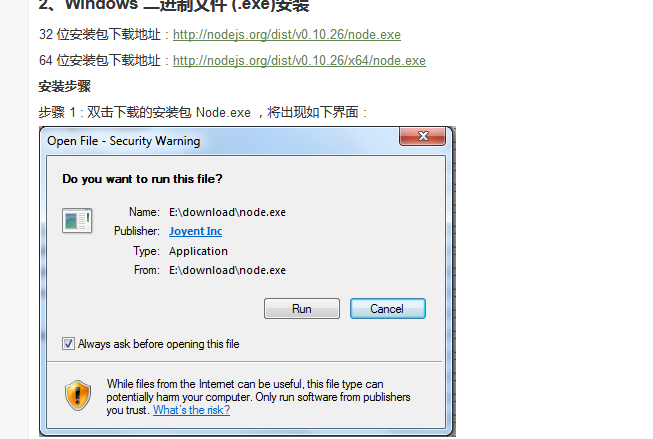 2、Windows 二进制文件 (.exe)安装
32 位安装包下载地址 : http://nodejs.org/dist/v0.10.26/node.exe
64 位安装包下载地址 : http://nodejs.org/dist/v0.10.26/x64/node.exe
安装步骤
步骤 1 : 双击下载的安装包 Node.exe ，将出现如下界面 :
Open File - Security Warning
Do you want to run this file?
Name: E:\download\node.exe
Publisher: Joyent Inc
Type: Application
From: E:\download\node.exe
Run Cancel
Always ask before opening this file
While files from the Internet can be useful, this file type can
potentially harm your computer. Only run software from publishers
you trust. What's the risk?